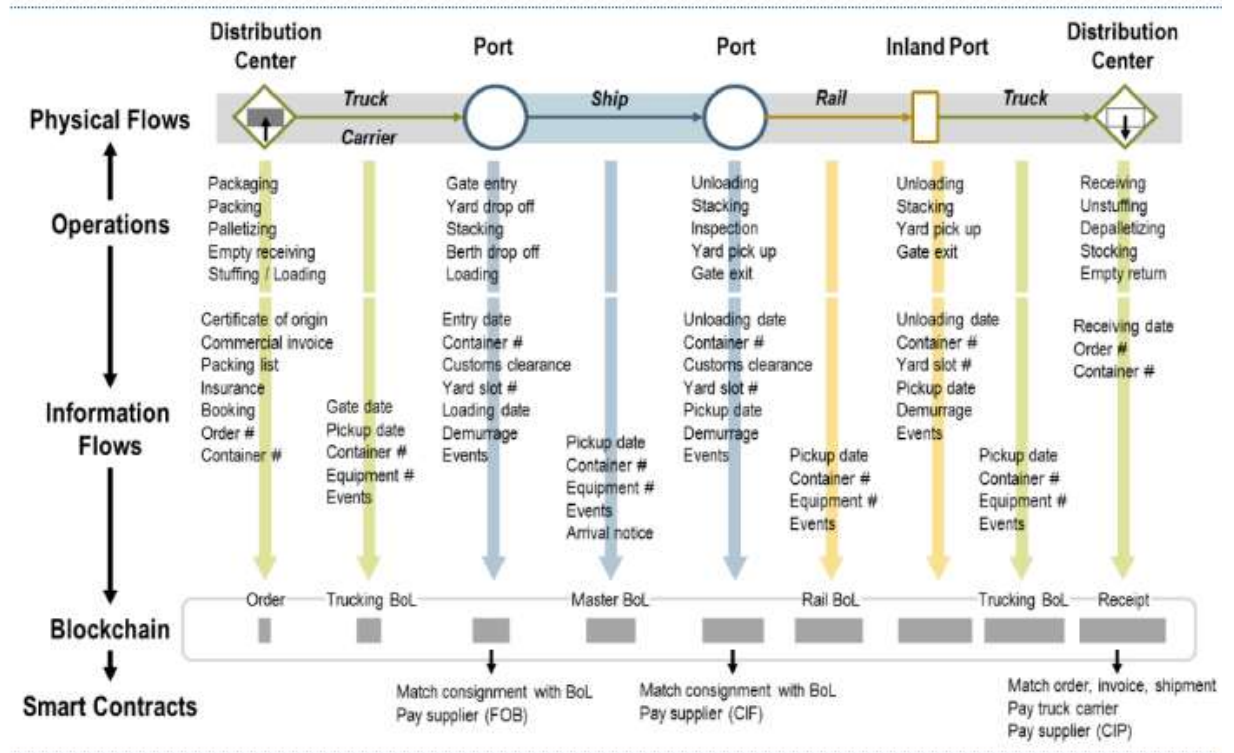 Distribution
Center
Port
Port
Inland Port
Distribution
Center
Physical Flows
Truck
Carrier
Ship
Rail
Truck
Operations
Packaging
Packing
Palletizing
Empty receiving
Stuffing / Loading
Gate entry
Yard drop off
Stacking
Berth drop off
Loading
Unloading
Stacking
Inspection
Yard pick up
Gate exit
Unloading
Stacking
Yard pick up
Gate exit
Receiving
Unstuffing
Depalletizing
Stocking
Empty return
Information
Flows
Certificate of origin
Commercial invoice
Packing list
Insurance
Booking
Order #
Container #
Gate date
Pickup date
Container #
Equipment #
Events
Entry date
Container #
Customs clearance
Yard slot #
Loading date
Demurrage
Events
Pickup date
Container #
Equipment #
Events
Arrival notice
Unloading date
Container #
Customs clearance
Yard slot #
Pickup date
Demurrage
Events
Pickup date
Container #
Equipment #
Events
Unloading date
Container #
Yard slot #
Pickup date
Demurrage
Events
Pickup date
Container #
Equipment #
Events
Receiving date
Order #
Container #
Blockchain
Order
Trucking BoL
Master BoL
Rail BoL
Trucking BoL
Receipt
Smart Contracts
Match consignment with BoL
Pay supplier (FOB)
Match consignment with BoL
Pay supplier (CIF)
Match order, invoice, shipment
Pay truck carrier
Pay supplier (CIP)